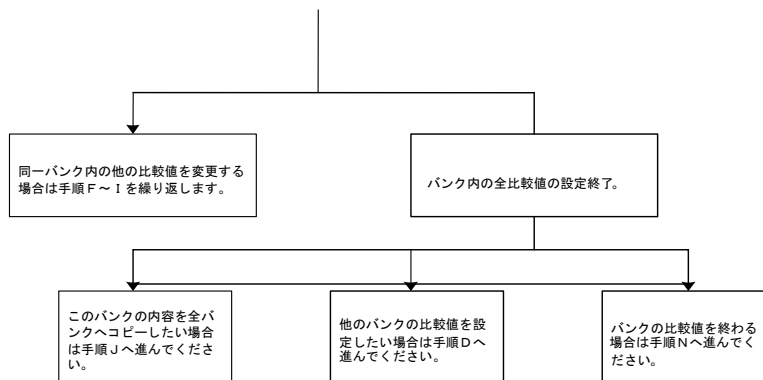 同一バンク内の他の比較値を変更する
場合は手順Ｆ～Ｉを繰り返します。
バンク内の全比較値の設定終了。
このバンクの内容を全バ
ンクへコピーしたい場合
は手順Ｊへ進んでくださ
い。
他のバンクの比較値を設
定したい場合は手順Ｄへ
進んでください。
バンクの比較値を終わる
場合は手順Ｎへ進んでく
ださい。